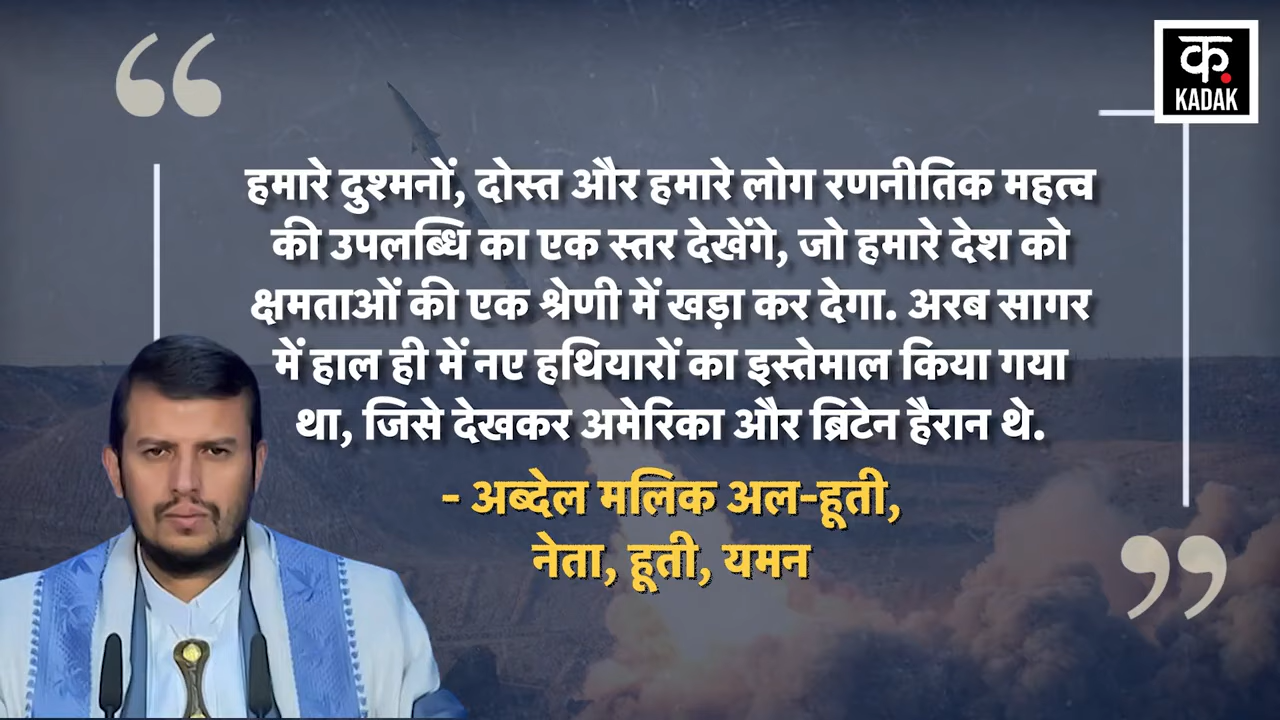 क.
KADAK
हमारे दुश्मनों, दोस्त और हमारे लोग रणनीतिक महत्व
की उपलब्धि का एक स्तर देखेंगे, जो हमारे देश को
क्षमताओं की एक श्रेणी में खड़ा कर देगा. अरब सागर
में हाल ही में नए हथियारों का इस्तेमाल किया गया
था, जिसे देखकर अमेरिका और ब्रिटेन हैरान थे.
- अब्देल मलिक अल-हूती,
नेता, हूती, यमन